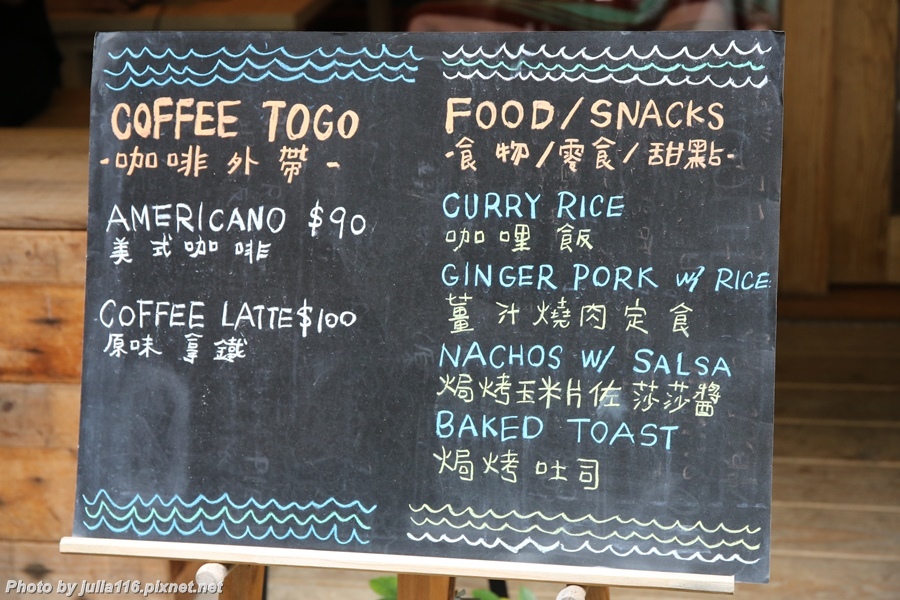 COFFEE TOGO
-咖啡外帶-
AMERICANO $90
美式咖啡
COFFEE LATTE $100
原味 拿鐵
FOOD/SNACKS
-食物/零食/甜點-
CURRY RICE
咖哩飯
GINGER PORK w/ RICE
薑汁燒肉定食
NACHOS W/ SALSA
焗烤玉米片佐莎莎醬
BAKED TOAST
焗烤吐司
Photo by julia116.pixnet.net